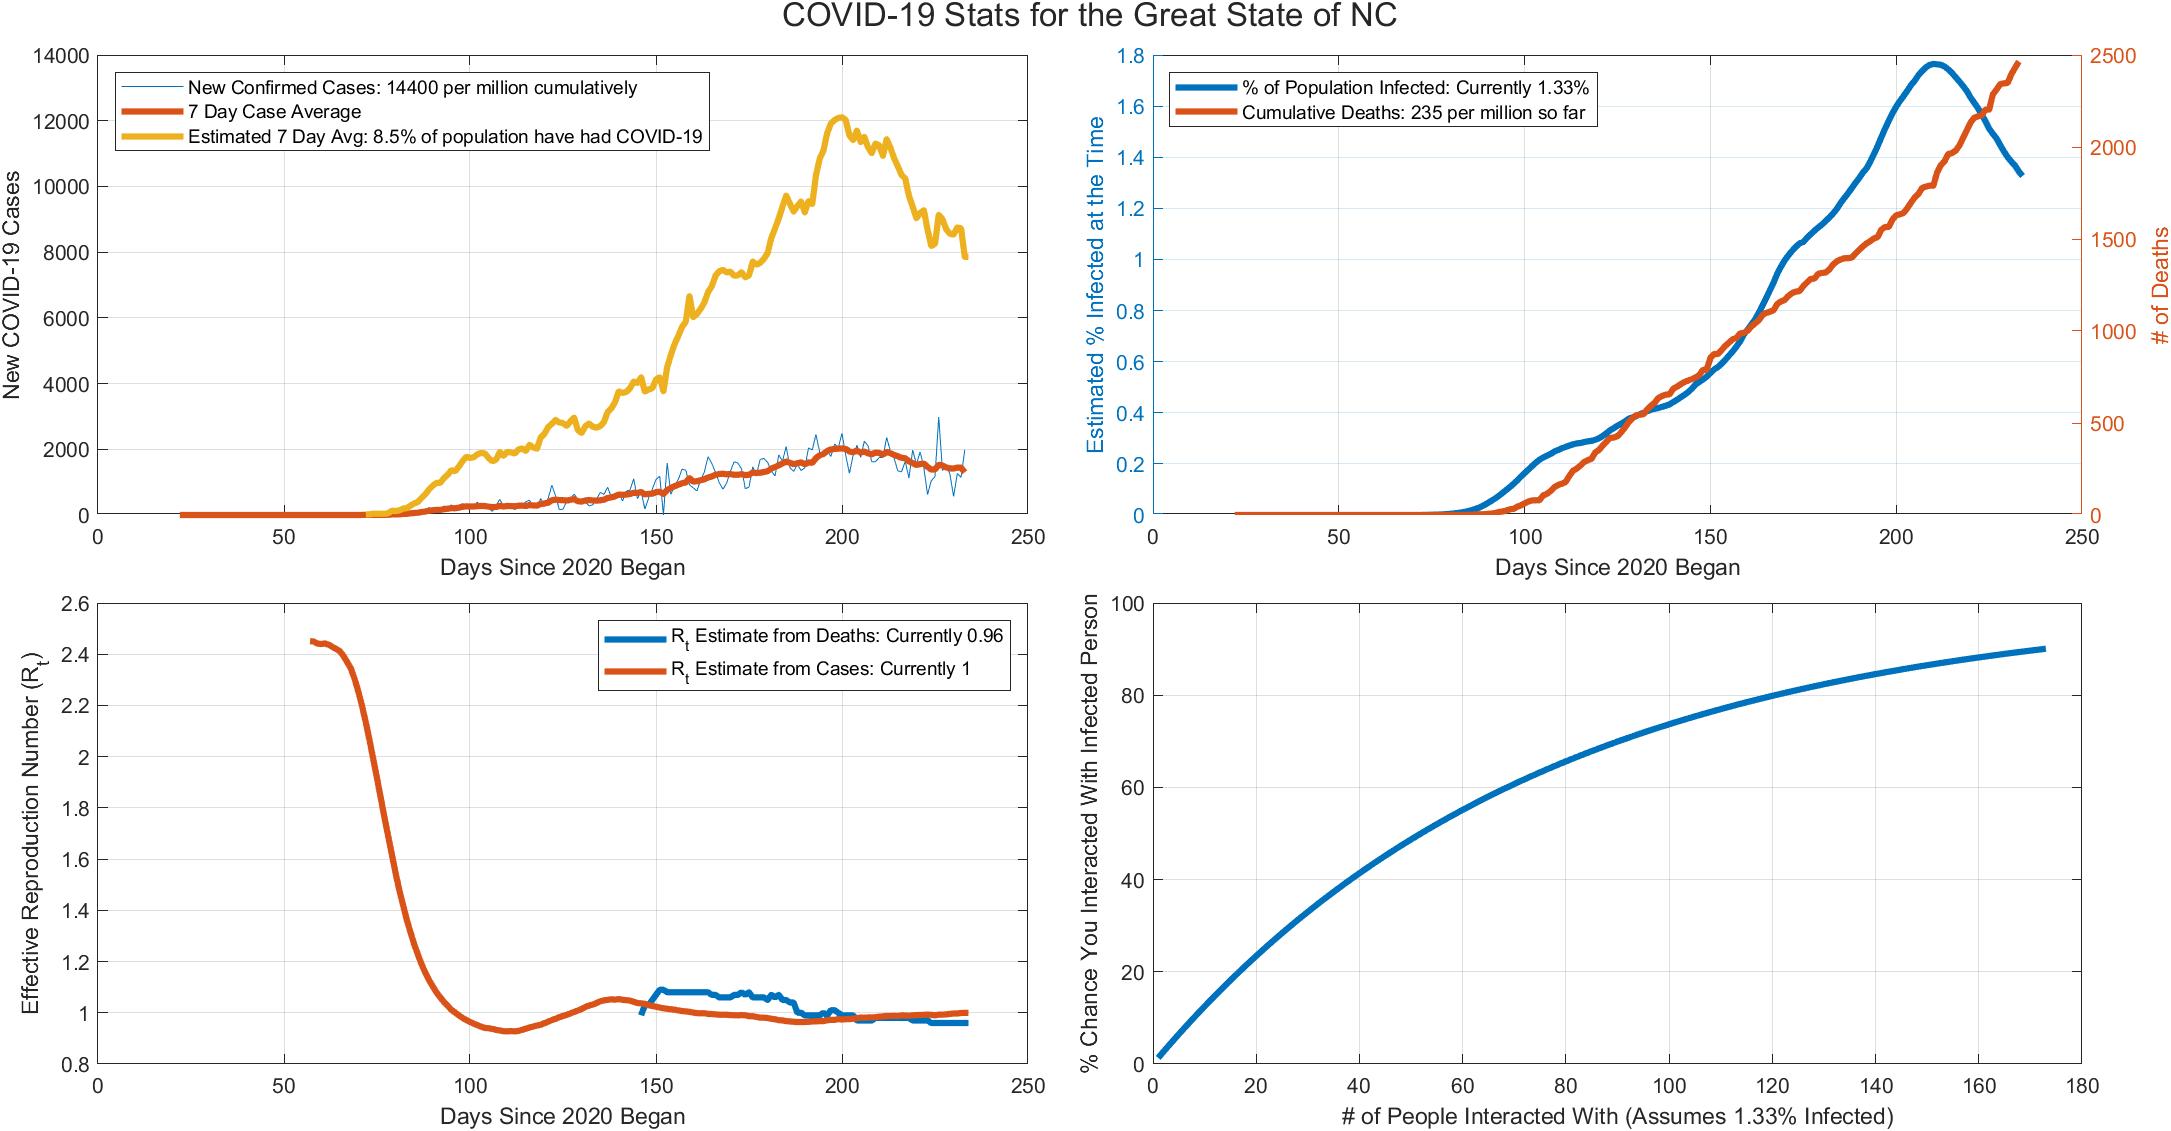 COVID-19 Stats for the Great State of NC
14000
12000
10000
8000
6000
4000
2000
0
New COVID-19 Cases
New Confirmed Cases: 14400 per million cumulatively
7 Day Case Average
Estimated 7 Day Avg: 8.5% of population have had COVID-19
0 50 100 150 200 250
Days Since 2020 Began
1.8
1.6
1.4
1.2
1
0.8
0.6
0.4
0.2
0
Estimated % Infected at the Time
% of Population Infected: Currently 1.33%
Cumulative Deaths: 235 per million so far
2500
2000
1500
1000
500
0
# of Deaths
0 50 100 150 200 250
Days Since 2020 Began
2.6
2.4
2.2
2
1.8
1.6
1.4
1.2
1
0.8
Effective Reproduction Number (Rt)
Rt Estimate from Deaths: Currently 0.96
Rt Estimate from Cases: Currently 1
0 50 100 150 200 250
Days Since 2020 Began
100
80
60
40
20
0
% Chance You Interacted With Infected Person
0 20 40 60 80 100 120 140 160 180
# of People Interacted With (Assumes 1.33% Infected)